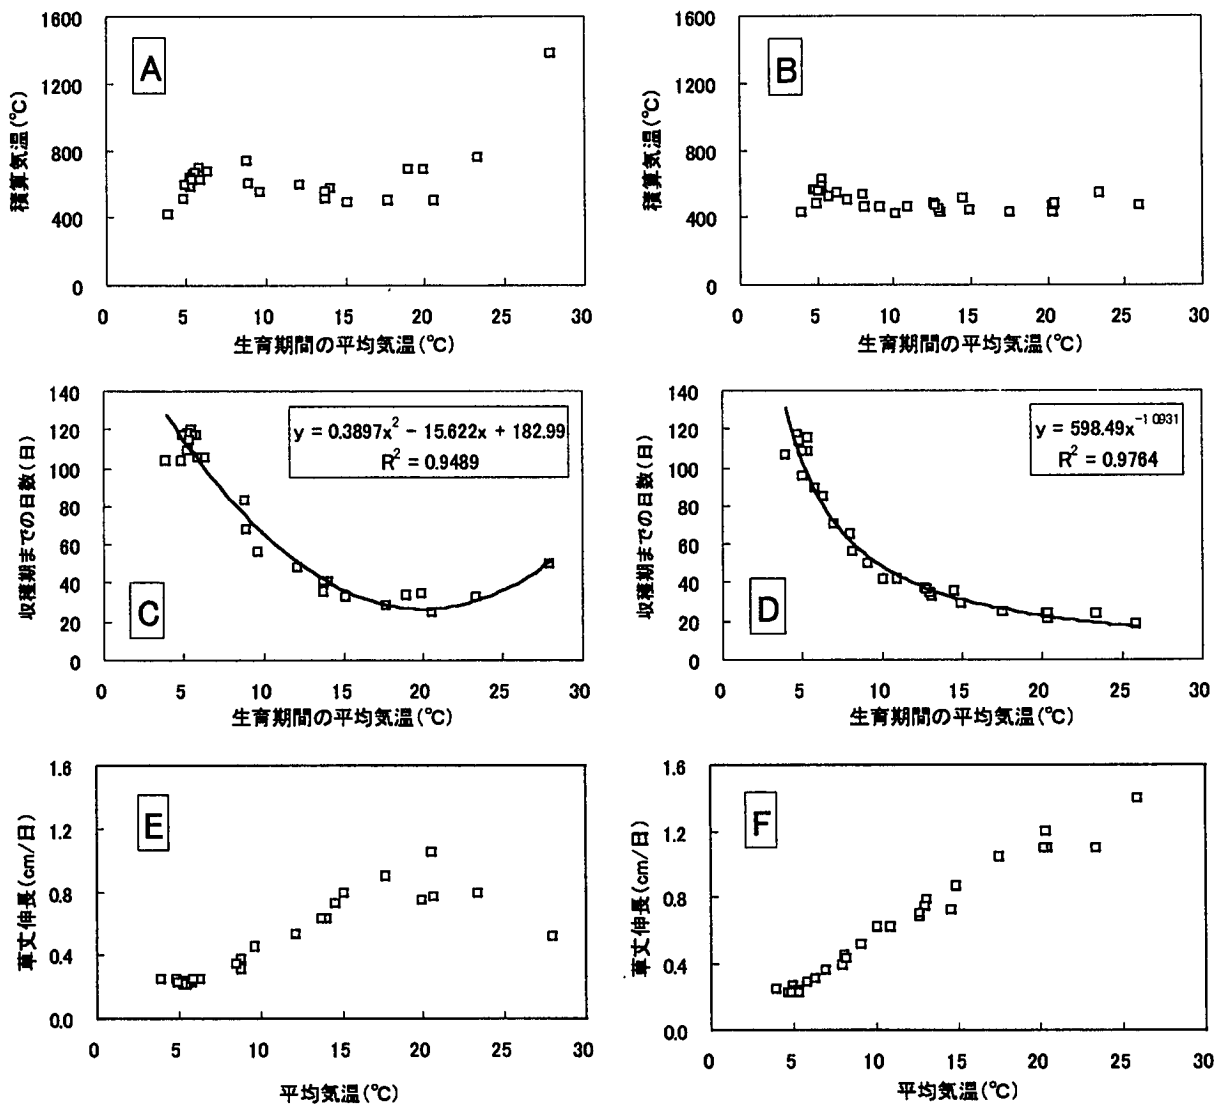 1600
1200
800
400
0
積算気温(℃)
A
0 5 10 15 20 25 30
生育期間の平均気温(℃)
1600
1200
800
400
0
積算気温(℃)
B
0 5 10 15 20 25 30
生育期間の平均気温(℃)
140
120
100
80
60
40
20
0
収穫期までの日数(日)
y = 0.3897x² − 15.622x + 182.99
R² = 0.9489
C
0 5 10 15 20 25 30
生育期間の平均気温(℃)
140
120
100
80
60
40
20
0
収穫期までの日数(日)
y = 598.49x^-1.0931
R² = 0.9764
D
0 5 10 15 20 25 30
生育期間の平均気温(℃)
1.6
1.2
0.8
0.4
0.0
草丈伸長(cm/日)
E
0 5 10 15 20 25 30
平均気温(℃)
1.6
1.2
0.8
0.4
0.0
草丈伸長(cm/日)
F
0 5 10 15 20 25 30
平均気温(℃)